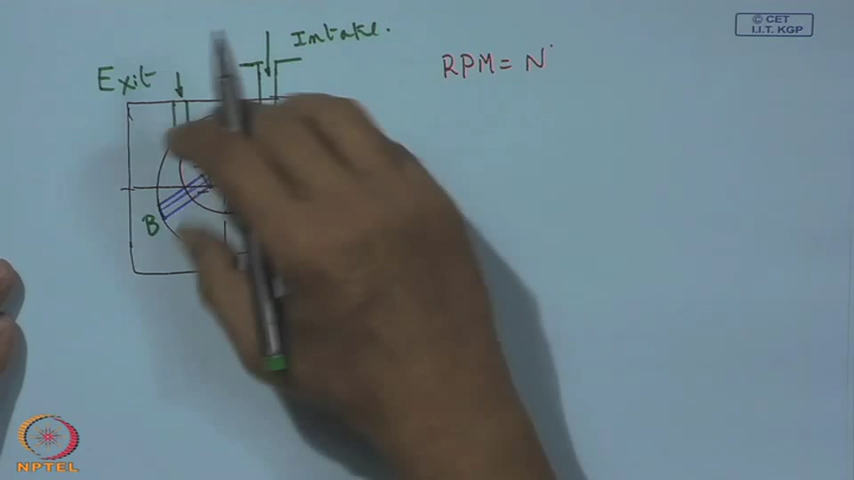 Intake.
Exit
RPM = N
B
© CET
I.I.T. KGP
NPTEL